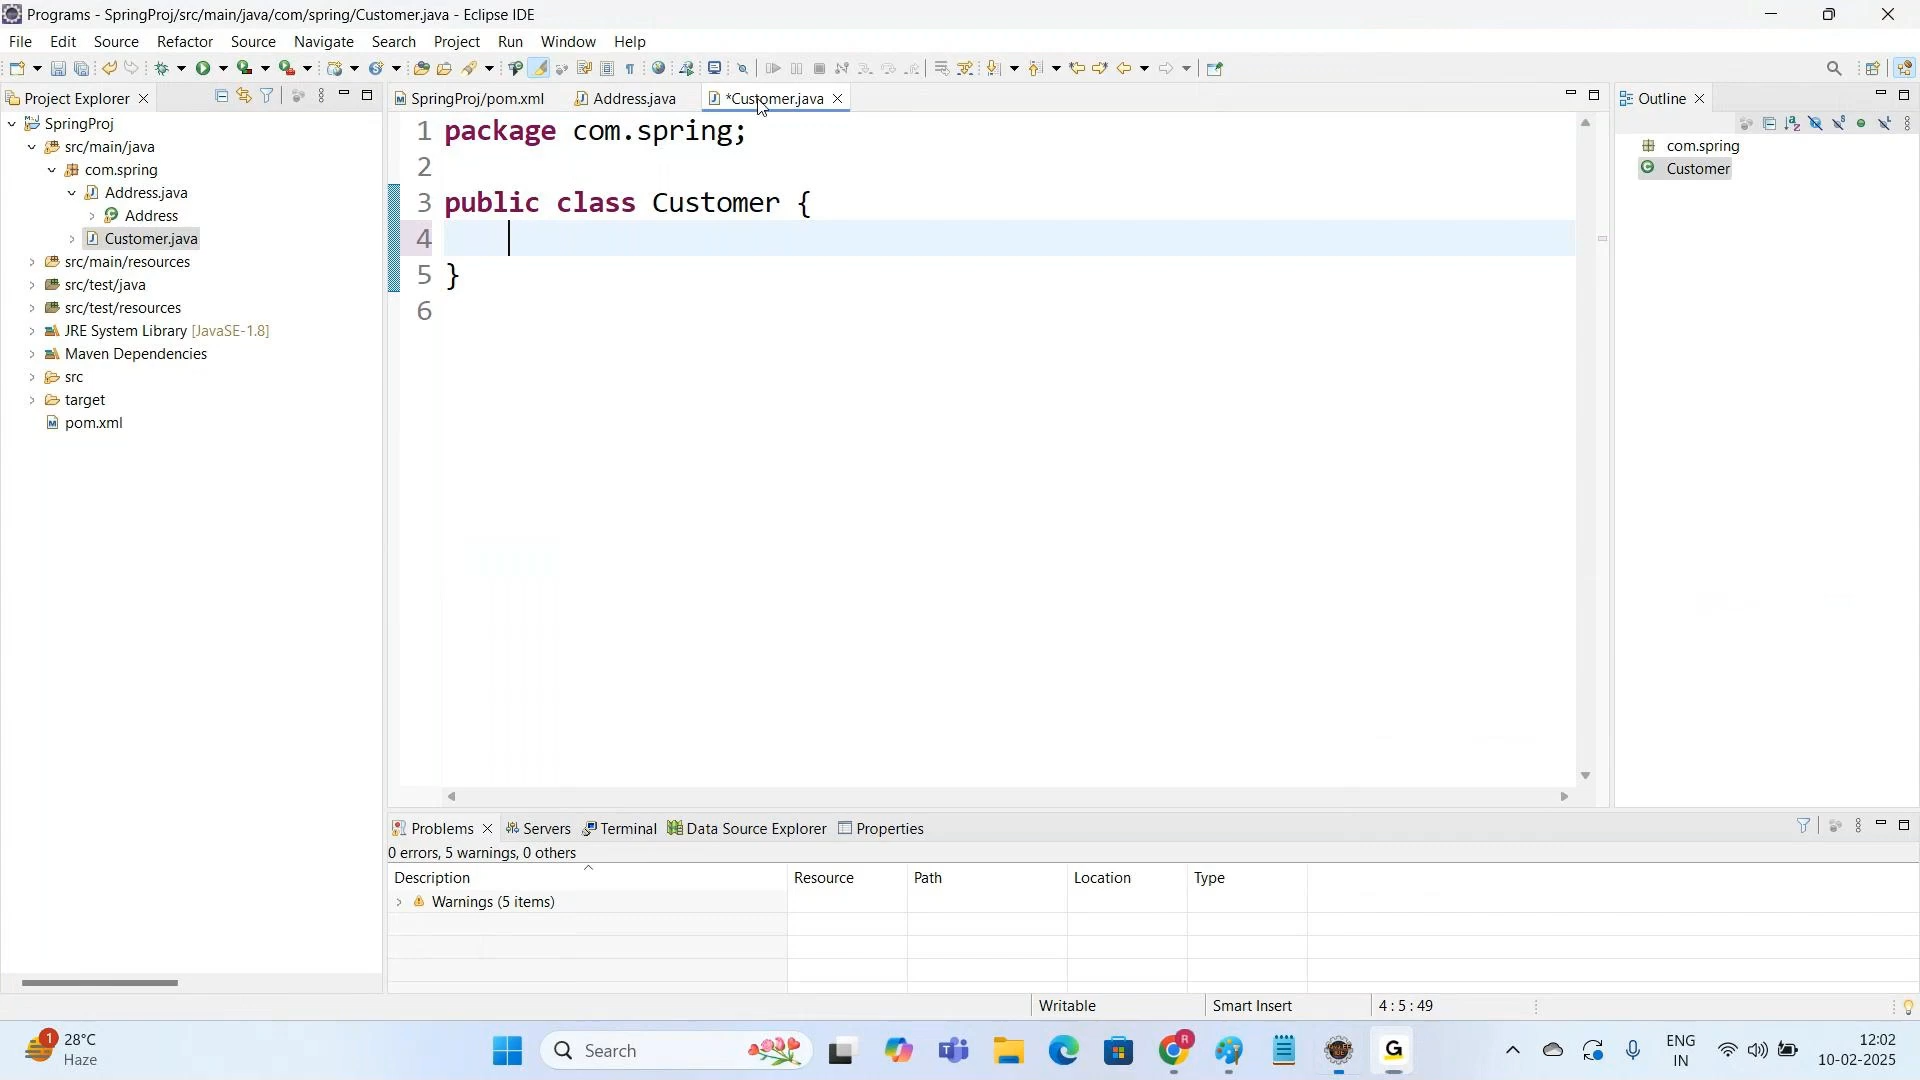 Programs - SpringProj/src/main/java/com/spring/Customer.java - Eclipse IDE
File Edit Source Refactor Source Navigate Search Project Run Window Help
Project Explorer
SpringProj
src/main/java
com.spring
Address.java
Address
Customer.java
src/main/resources
src/test/java
src/test/resources
JRE System Library [JavaSE-1.8]
Maven Dependencies
src
target
pom.xml
SpringProj/pom.xml Address.java *Customer.java
1 package com.spring;
2
3 public class Customer {
4
5 }
6
Outline
com.spring
Customer
Problems Servers Terminal Data Source Explorer Properties
0 errors, 5 warnings, 0 others
Description Resource Path Location Type
Warnings (5 items)
Writable Smart Insert 4 : 5 : 49
1
28°C
Haze
Search
R
G
ENG
IN
12:02
10-02-2025